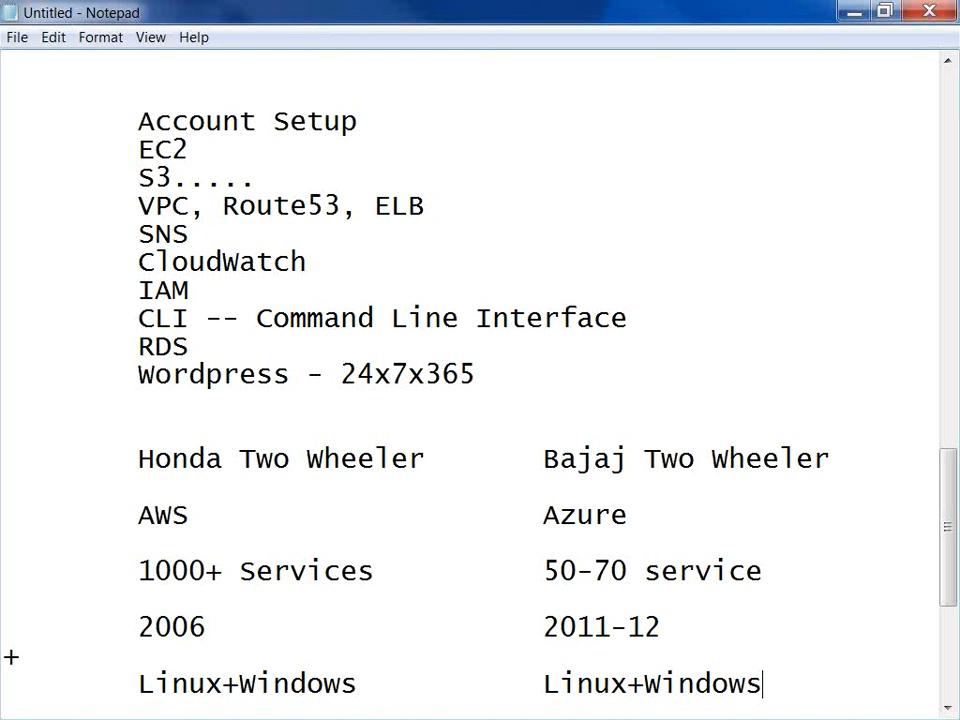 Untitled - Notepad
File Edit Format View Help
Account Setup
EC2
S3.....
VPC, Route53, ELB
SNS
CloudWatch
IAM
CLI -- Command Line Interface
RDS
Wordpress - 24x7x365
Honda Two Wheeler Bajaj Two Wheeler
AWS Azure
1000+ Services 50-70 service
2006 2011-12
Linux+Windows Linux+Windows